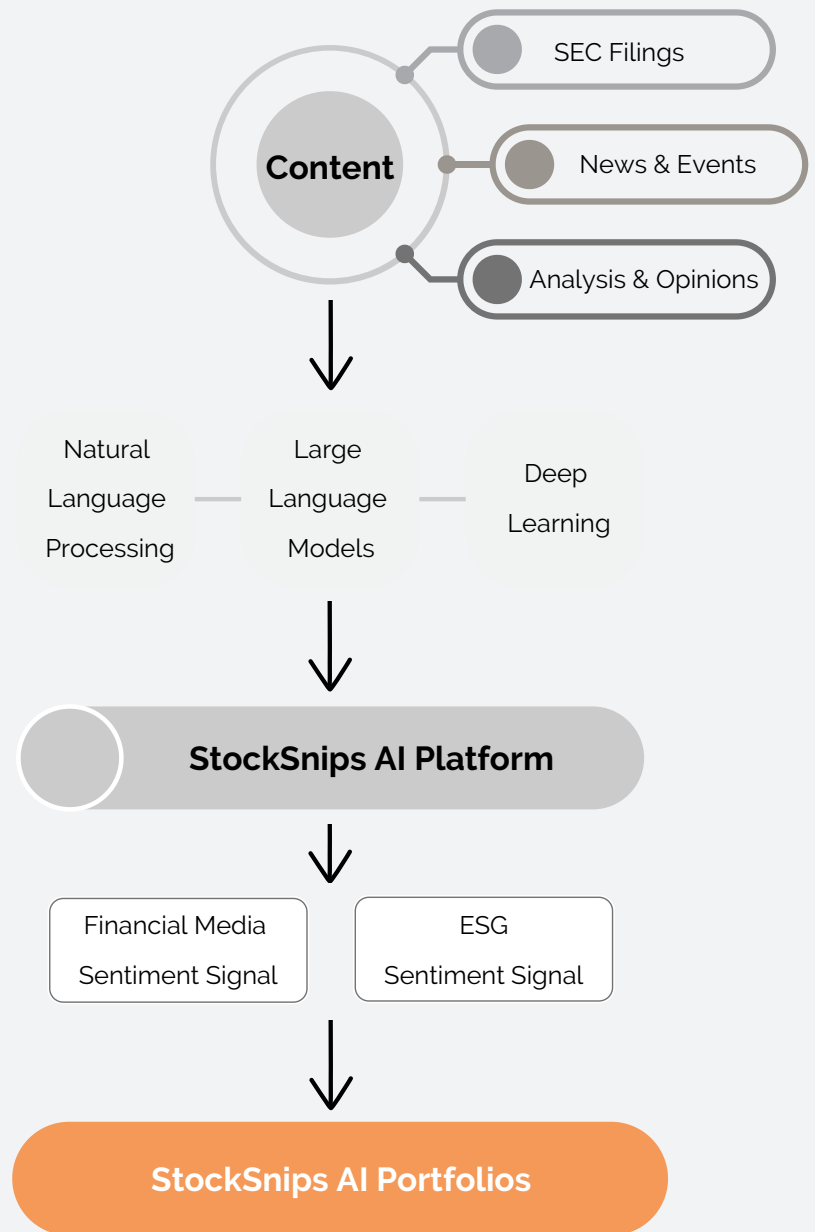 Content
SEC Filings
News & Events
Analysis & Opinions
Natural
Language
Processing
Large
Language
Models
Deep
Learning
StockSnips AI Platform
Financial Media
Sentiment Signal
ESG
Sentiment Signal
StockSnips AI Portfolios